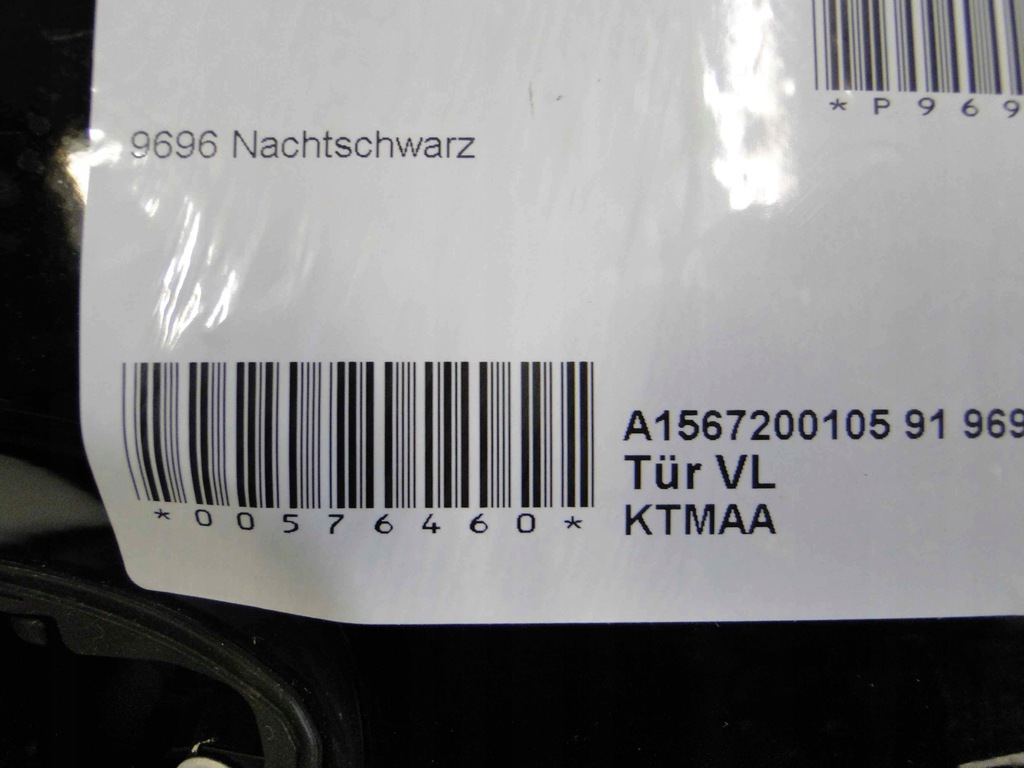 *P969
9696 Nachtschwarz
A1567200105 91 969
Tür VL
*00576460*
KTMAA